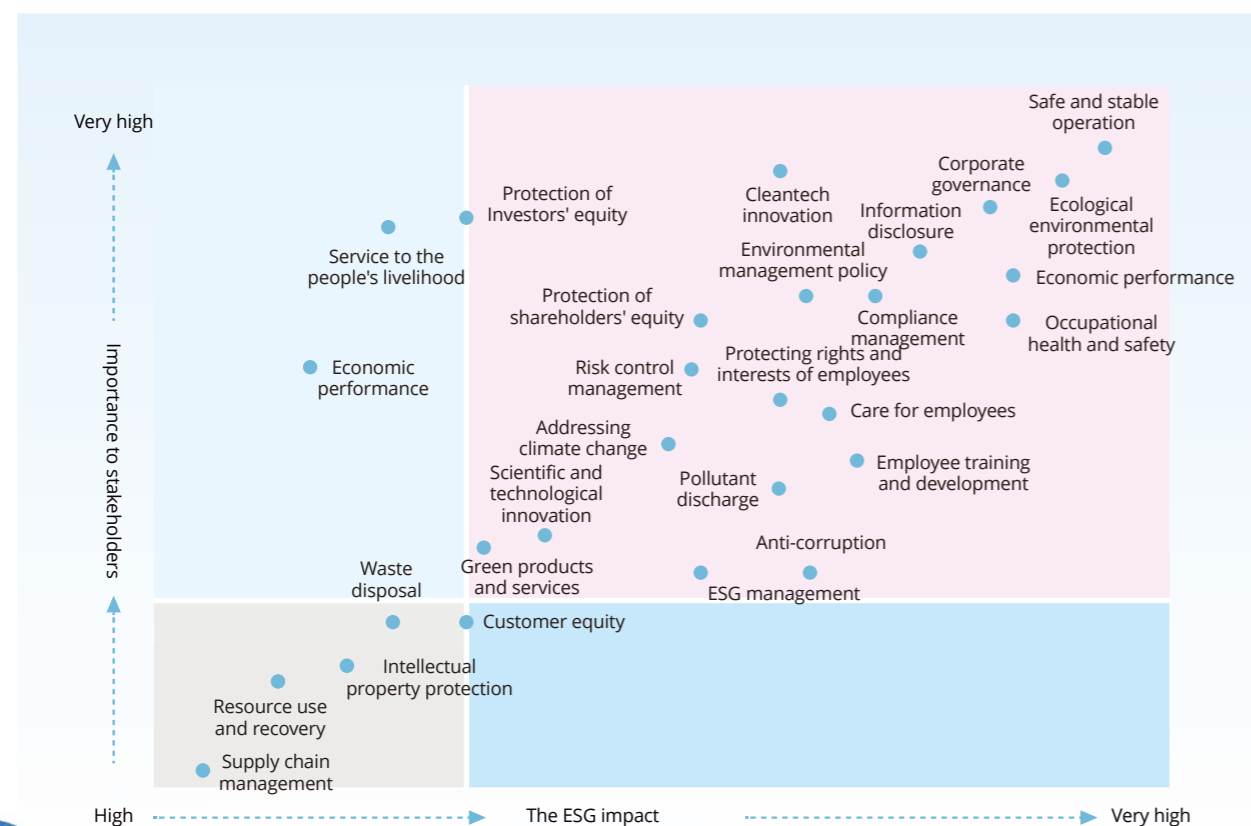 Safe and stable
operation
Very high
Corporate
governance
Cleantech
innovation
Protection of
Investors' equity
Information
disclosure
Ecological
environmental
protection
Service to the
people's livelihood
Environmental
management policy
Economic performance
Protection of
shareholders' equity
Compliance
management
Occupational
health and safety
Importance to stakeholders
Economic
performance
Risk control
management
Protecting rights and
interests of employees
Care for employees
Addressing
climate change
Employee training
and development
Scientific and
technological
innovation
Pollutant
discharge
Anti-corruption
Waste
disposal
Green products
and services
ESG management
Customer equity
Intellectual
property protection
Resource use
and recovery
Supply chain
management
High
The ESG impact
Very high